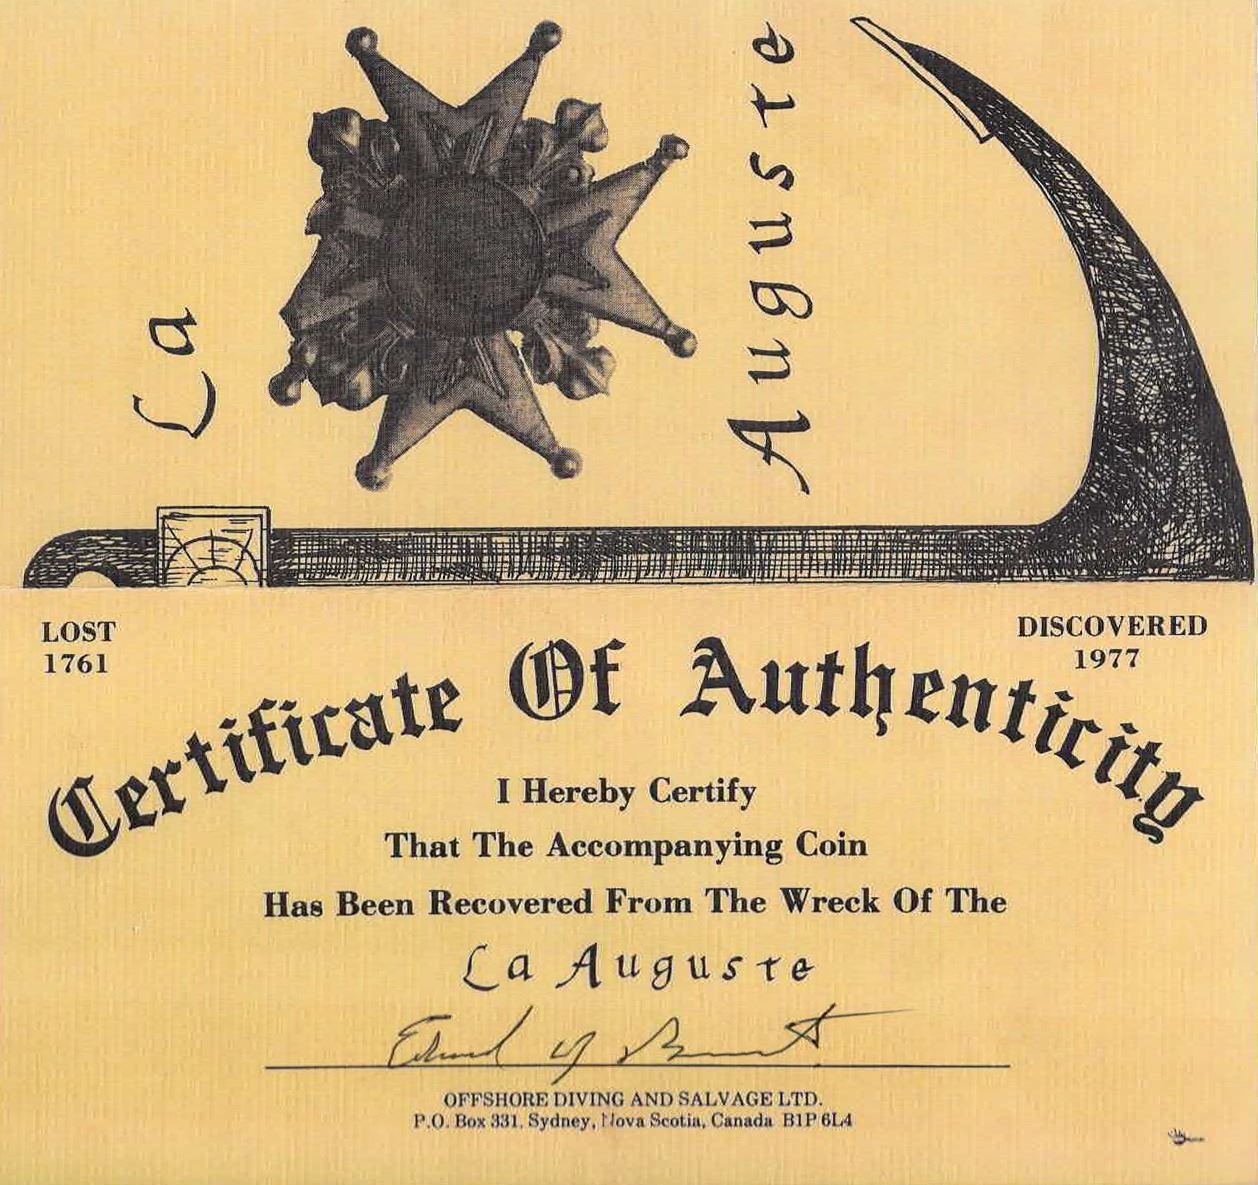 La
Auguste
LOST
1761
DISCOVERED
1977
Certificate Of Authenticity
I Hereby Certify
That The Accompanying Coin
Has Been Recovered From The Wreck Of The
La Auguste
OFFSHORE DIVING AND SALVAGE LTD.
P.O. Box 331, Sydney, Nova Scotia, Canada B1P 6L4